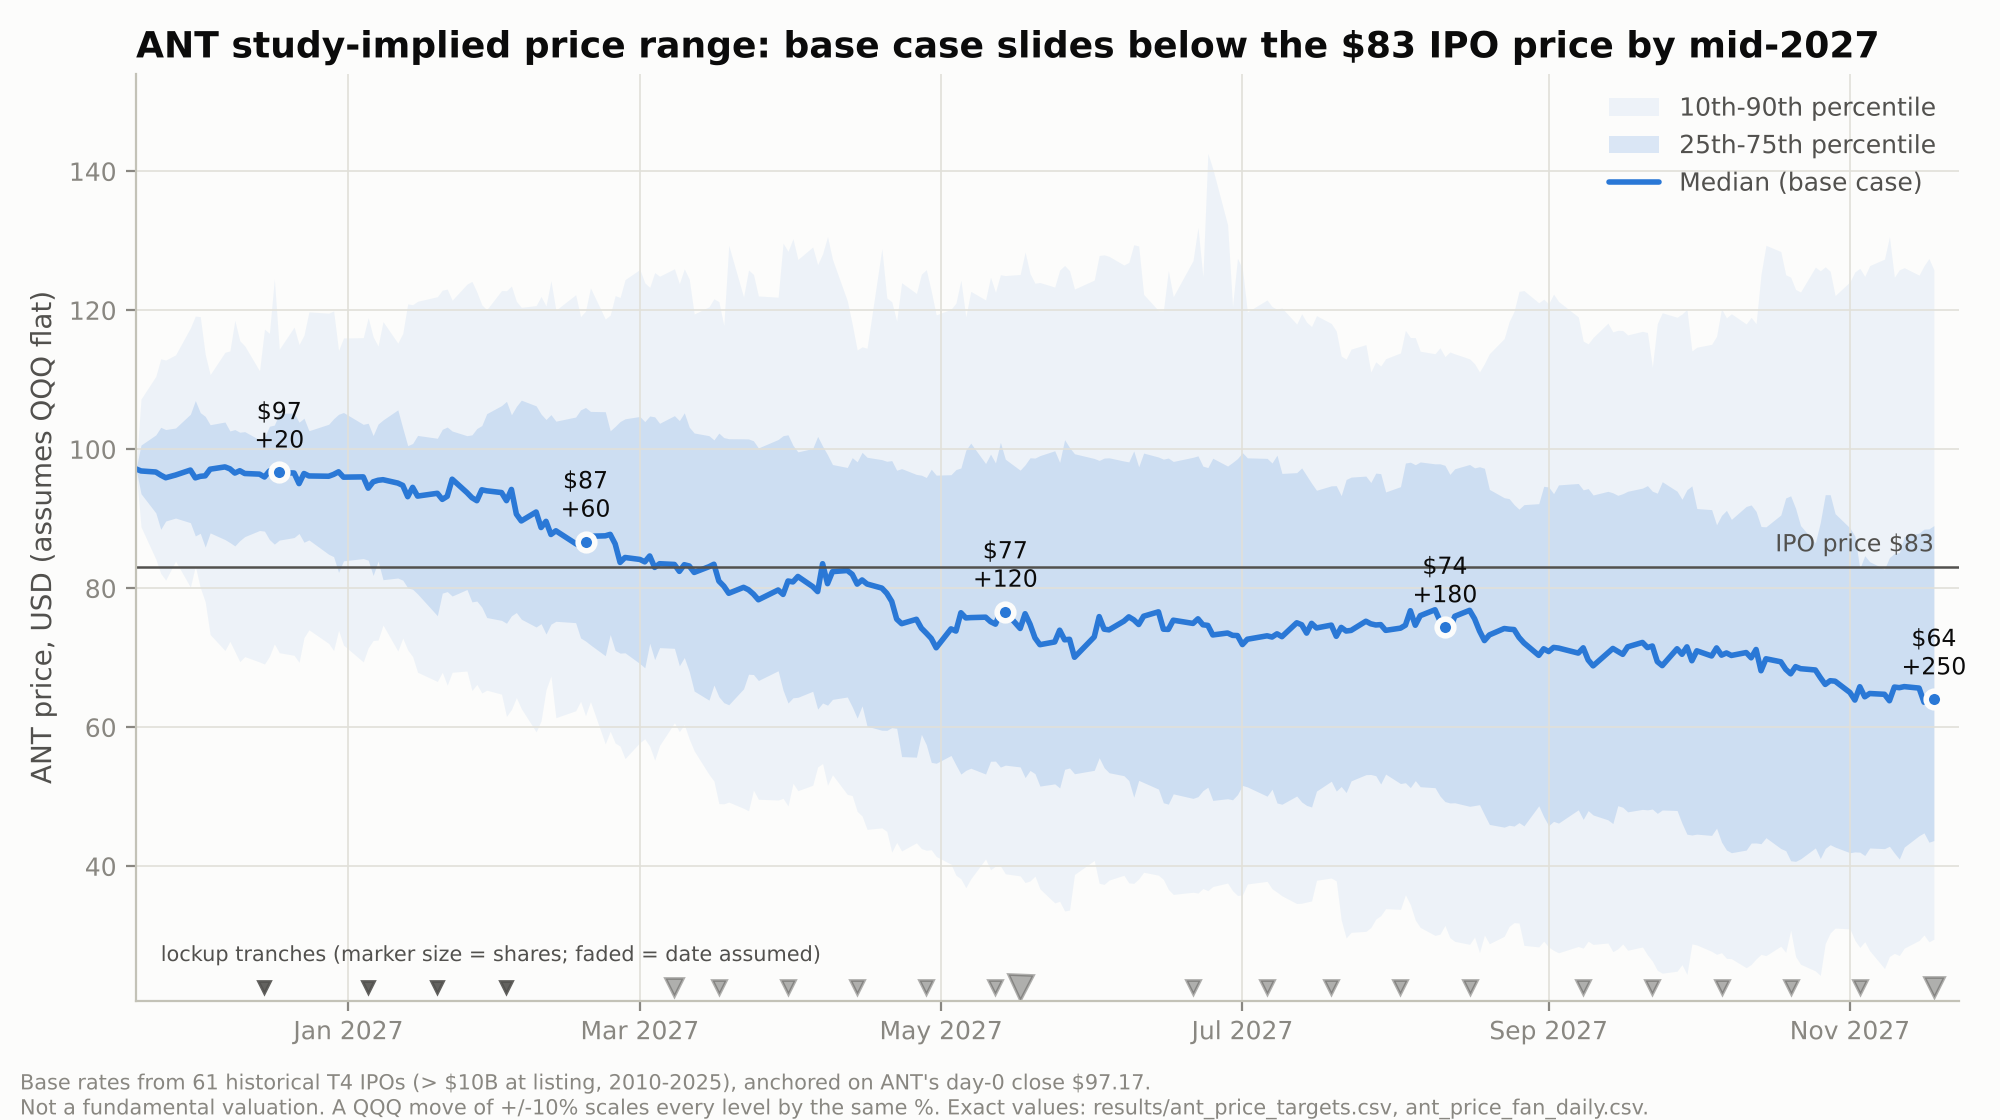 ANT study-implied price range: base case slides below the $83 IPO price by mid-2027
10th-90th percentile
25th-75th percentile
Median (base case)
ANT price, USD (assumes QQQ flat)
140
120
100
80
60
40
$97
+20
$87
+60
$77
+120
$74
+180
IPO price $83
$64
+250
lockup tranches (marker size = shares; faded = date assumed)
Jan 2027
Mar 2027
May 2027
Jul 2027
Sep 2027
Nov 2027
Base rates from 61 historical T4 IPOs (> $10B at listing, 2010-2025), anchored on ANT's day-0 close $97.17.
Not a fundamental valuation. A QQQ move of +/-10% scales every level by the same %. Exact values: results/ant_price_targets.csv, ant_price_fan_daily.csv.